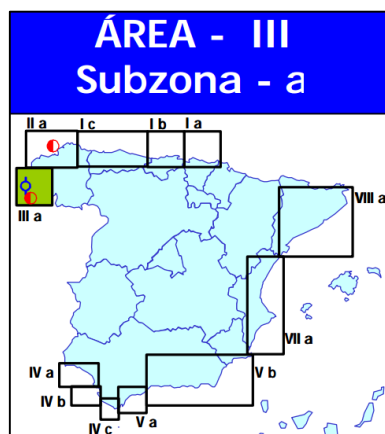 ÁREA - III
Subzona - a
II a
I c
I b
I a
III a
VIII a
VII a
IV a
V b
IV b
IV c
V a